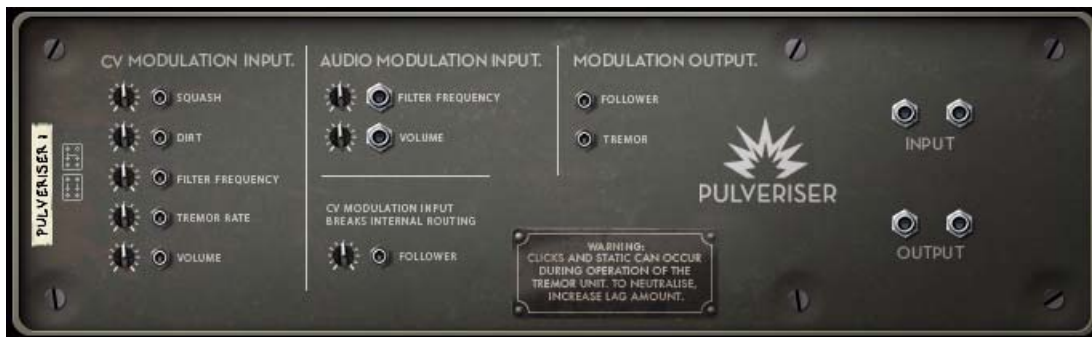 PULVERISER 1
CV MODULATION INPUT.
SQUASH
DIRT
FILTER FREQUENCY
TREMOR RATE
VOLUME
AUDIO MODULATION INPUT.
FILTER FREQUENCY
VOLUME
CV MODULATION INPUT
BREAKS INTERNAL ROUTING
FOLLOWER
MODULATION OUTPUT.
FOLLOWER
TREMOR
PULVERISER
WARNING:
CLICKS AND STATIC CAN OCCUR
DURING OPERATION OF THE
TREMOR UNIT. TO NEUTRALISE,
INCREASE LAG AMOUNT.
INPUT
OUTPUT